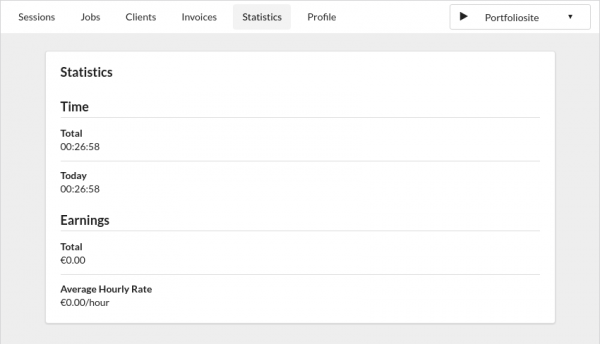 Sessions Jobs Clients Invoices Statistics Profile Portfoliosite
Statistics
Time
Total
00:26:58
Today
00:26:58
Earnings
Total
€0.00
Average Hourly Rate
€0.00/hour